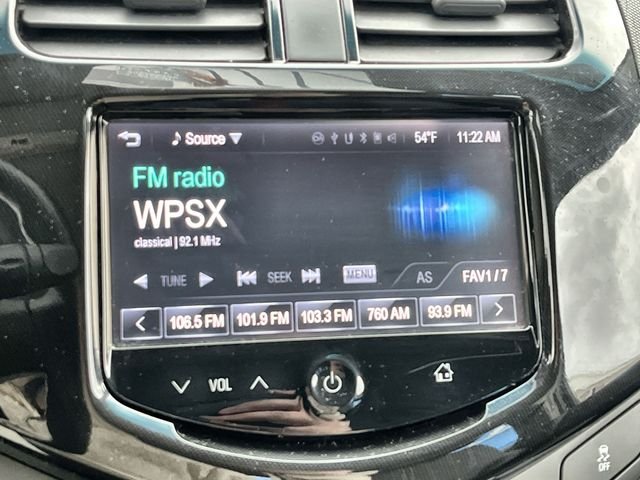 Source 54°F 11:22 AM
FM radio
WPSX
classical | 92.1 MHz
TUNE SEEK MENU AS FAV1 / 7
106.5 FM 101.9 FM 103.3 FM 760 AM 93.9 FM
VOL
OFF